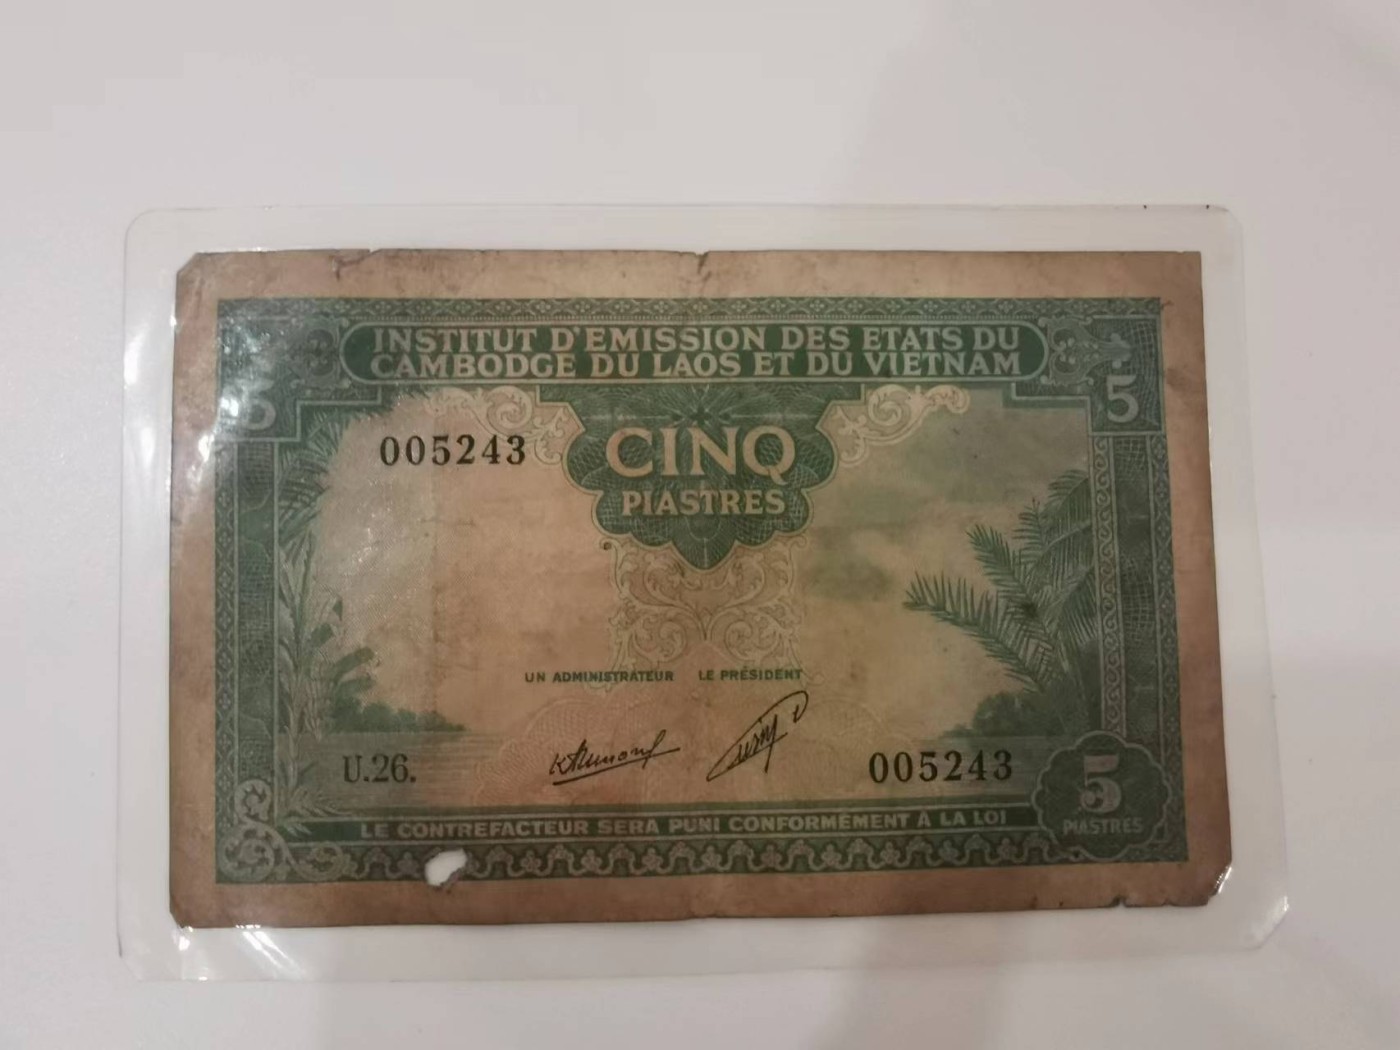 INSTITUT D'EMISSION DES ETATS DU
CAMBODGE DU LAOS ET DU VIETNAM
5
5
005243
CINQ
PIASTRES
UN ADMINISTRATEUR LE PRÉSIDENT
U.26.
005243
5
PIASTRES
LE CONTREFACTEUR SERA PUNI CONFORMÉMENT À LA LOI